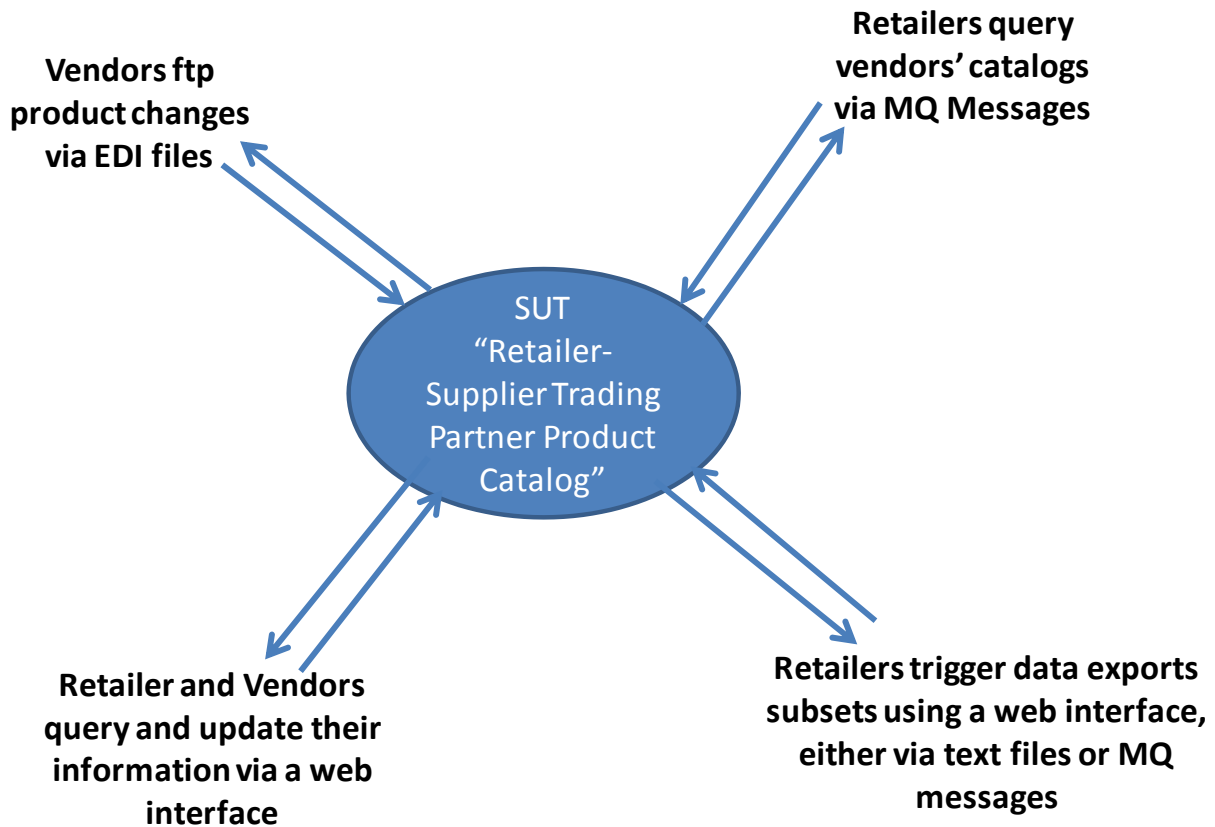 Vendors ftp
product changes
via EDI files
Retailers query
vendors’ catalogs
via MQ Messages
SUT
“Retailer-
Supplier Trading
Partner Product
Catalog”
Retailer and Vendors
query and update their
information via a web
interface
Retailers trigger data exports
subsets using a web interface,
either via text files or MQ
messages